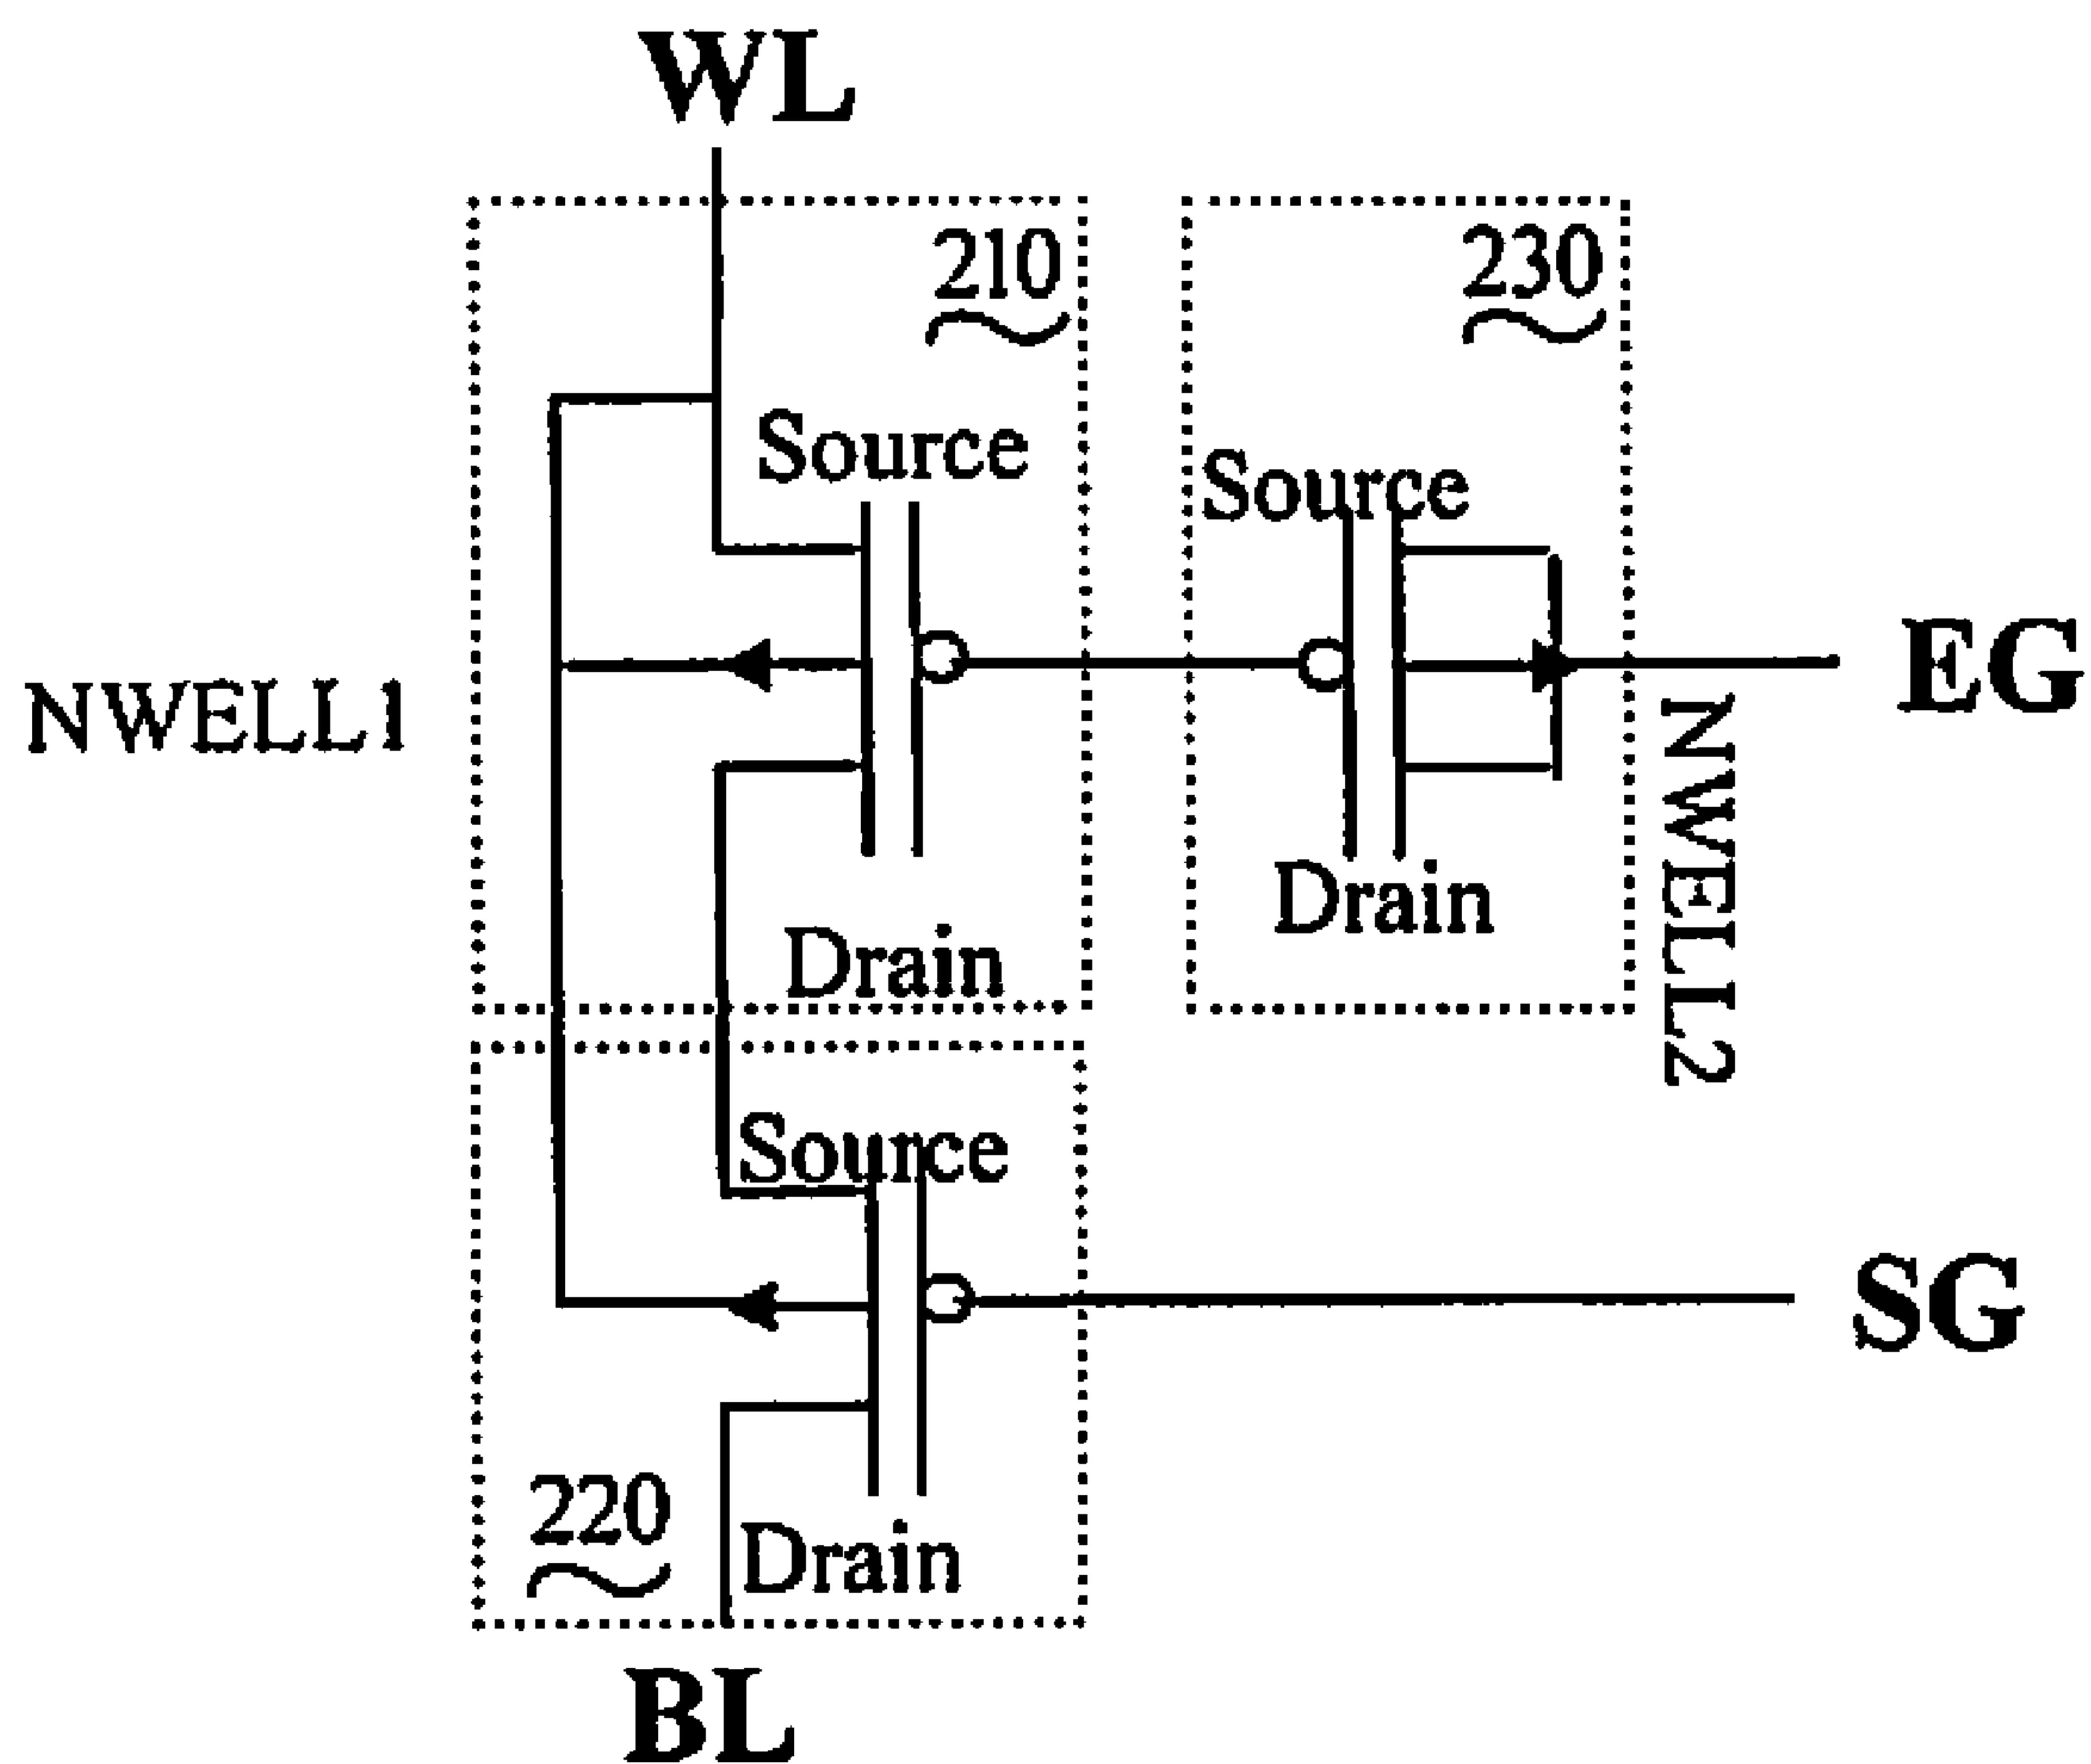 WL
210
230
Source
Source
NWELL1
EG
NWELL2
Drain
Drain
Source
SG
220
Drain
BL